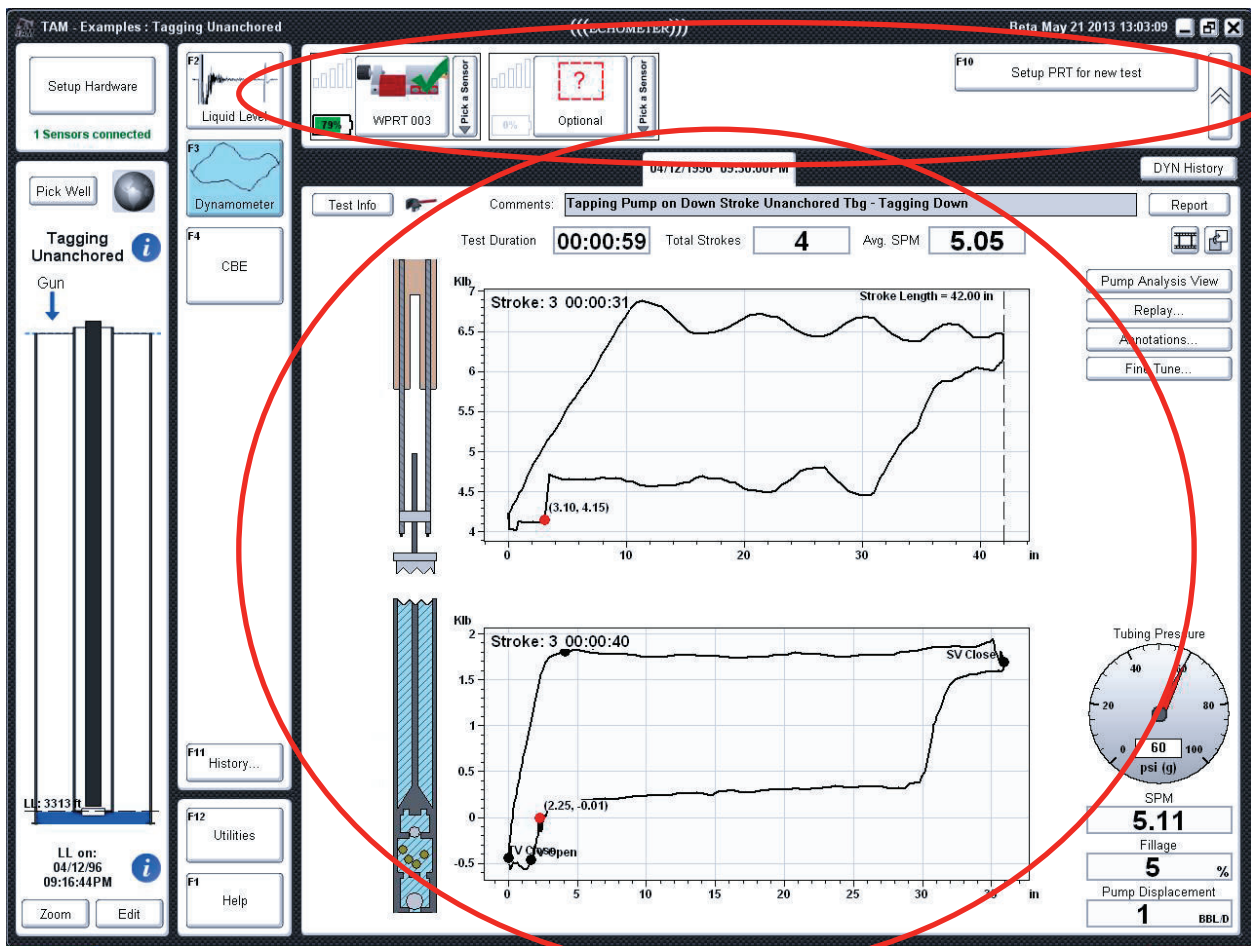 TAM - Examples : Tagging Unanchored
(((ECHOMETER)))
Beta May 21 2013 13:03:09
Setup Hardware
1 Sensors connected
F2
Liquid Level
F3
Dynamometer
F4
CBE
F11
History...
F12
Utilities
F1
Help
79%
WPRT 003
Pick a Sensor
0%
?
Optional
Pick a Sensor
F10
Setup PRT for new test
Pick Well
Tagging
Unanchored
i
Gun
LL: 3313 ft
LL on:
04/12/96
09:16:44PM
i
Zoom
Edit
04/12/1996 09:50:00PM
DYN History
Test Info
Comments:
Tapping Pump on Down Stroke Unanchored Tbg - Tagging Down
Report
Test Duration
00:00:59
Total Strokes
4
Avg. SPM
5.05
Pump Analysis View
Replay...
Annotations...
Fine Tune...
Klb
Stroke: 3 00:00:31
Stroke Length = 42.00 in
7
6.5
6
5.5
5
4.5
4
(3.10, 4.15)
0
10
20
30
40
in
Klb
Stroke: 3 00:00:40
SV Close
2
1.5
1
0.5
0
-0.5
(2.25, -0.01)
TV Close
Open
0
5
10
15
20
25
30
in
Tubing Pressure
0
20
40
80
100
60
psi (g)
SPM
5.11
Fillage
5
%
Pump Displacement
1
BBL/D